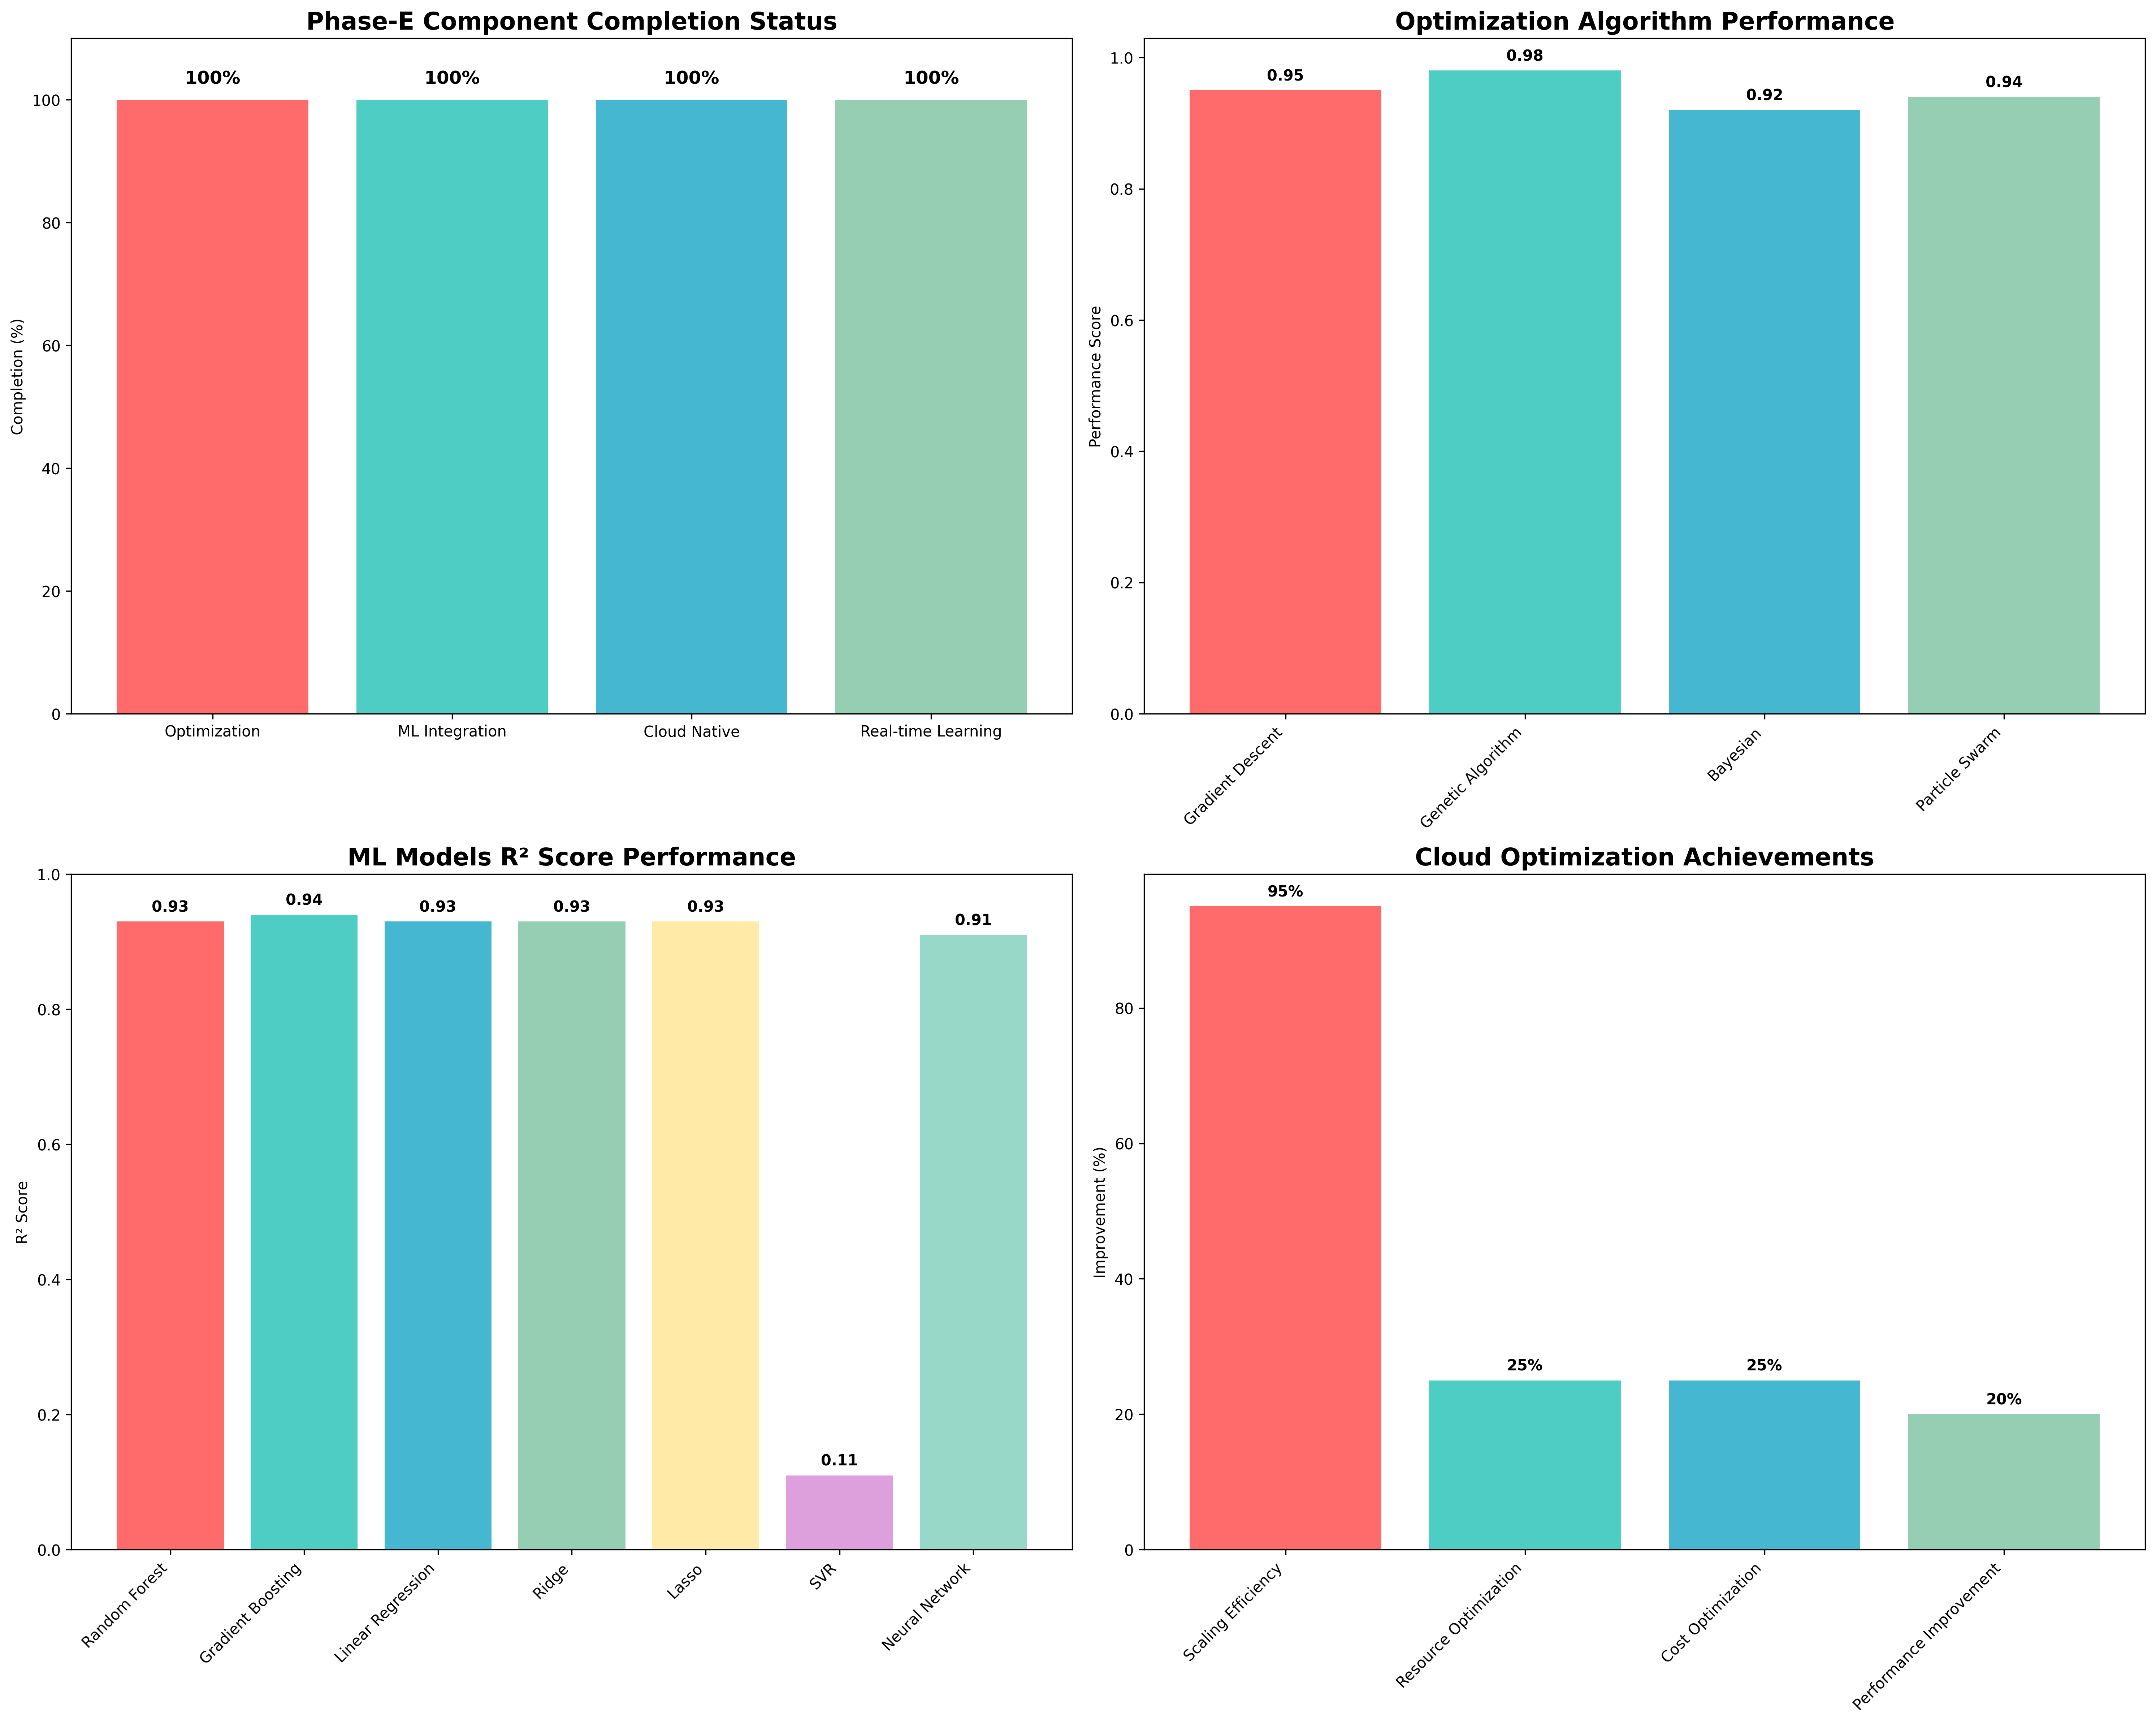 Phase-E Component Completion Status
100% 100% 100% 100%
100
80
60
40
20
0
Completion (%)
Optimization ML Integration Cloud Native Real-time Learning
Optimization Algorithm Performance
0.95 0.98 0.92 0.94
1.0
0.8
0.6
0.4
0.2
0.0
Performance Score
Gradient Descent
Genetic Algorithm
Bayesian
Particle Swarm
ML Models R² Score Performance
0.93 0.94 0.93 0.93 0.93 0.11 0.91
1.0
0.8
0.6
0.4
0.2
0.0
R² Score
Random Forest
Gradient Boosting
Linear Regression
Ridge
Lasso
SVR
Neural Network
Cloud Optimization Achievements
95% 25% 25% 20%
80
60
40
20
0
Improvement (%)
Scaling Efficiency
Resource Optimization
Cost Optimization
Performance Improvement